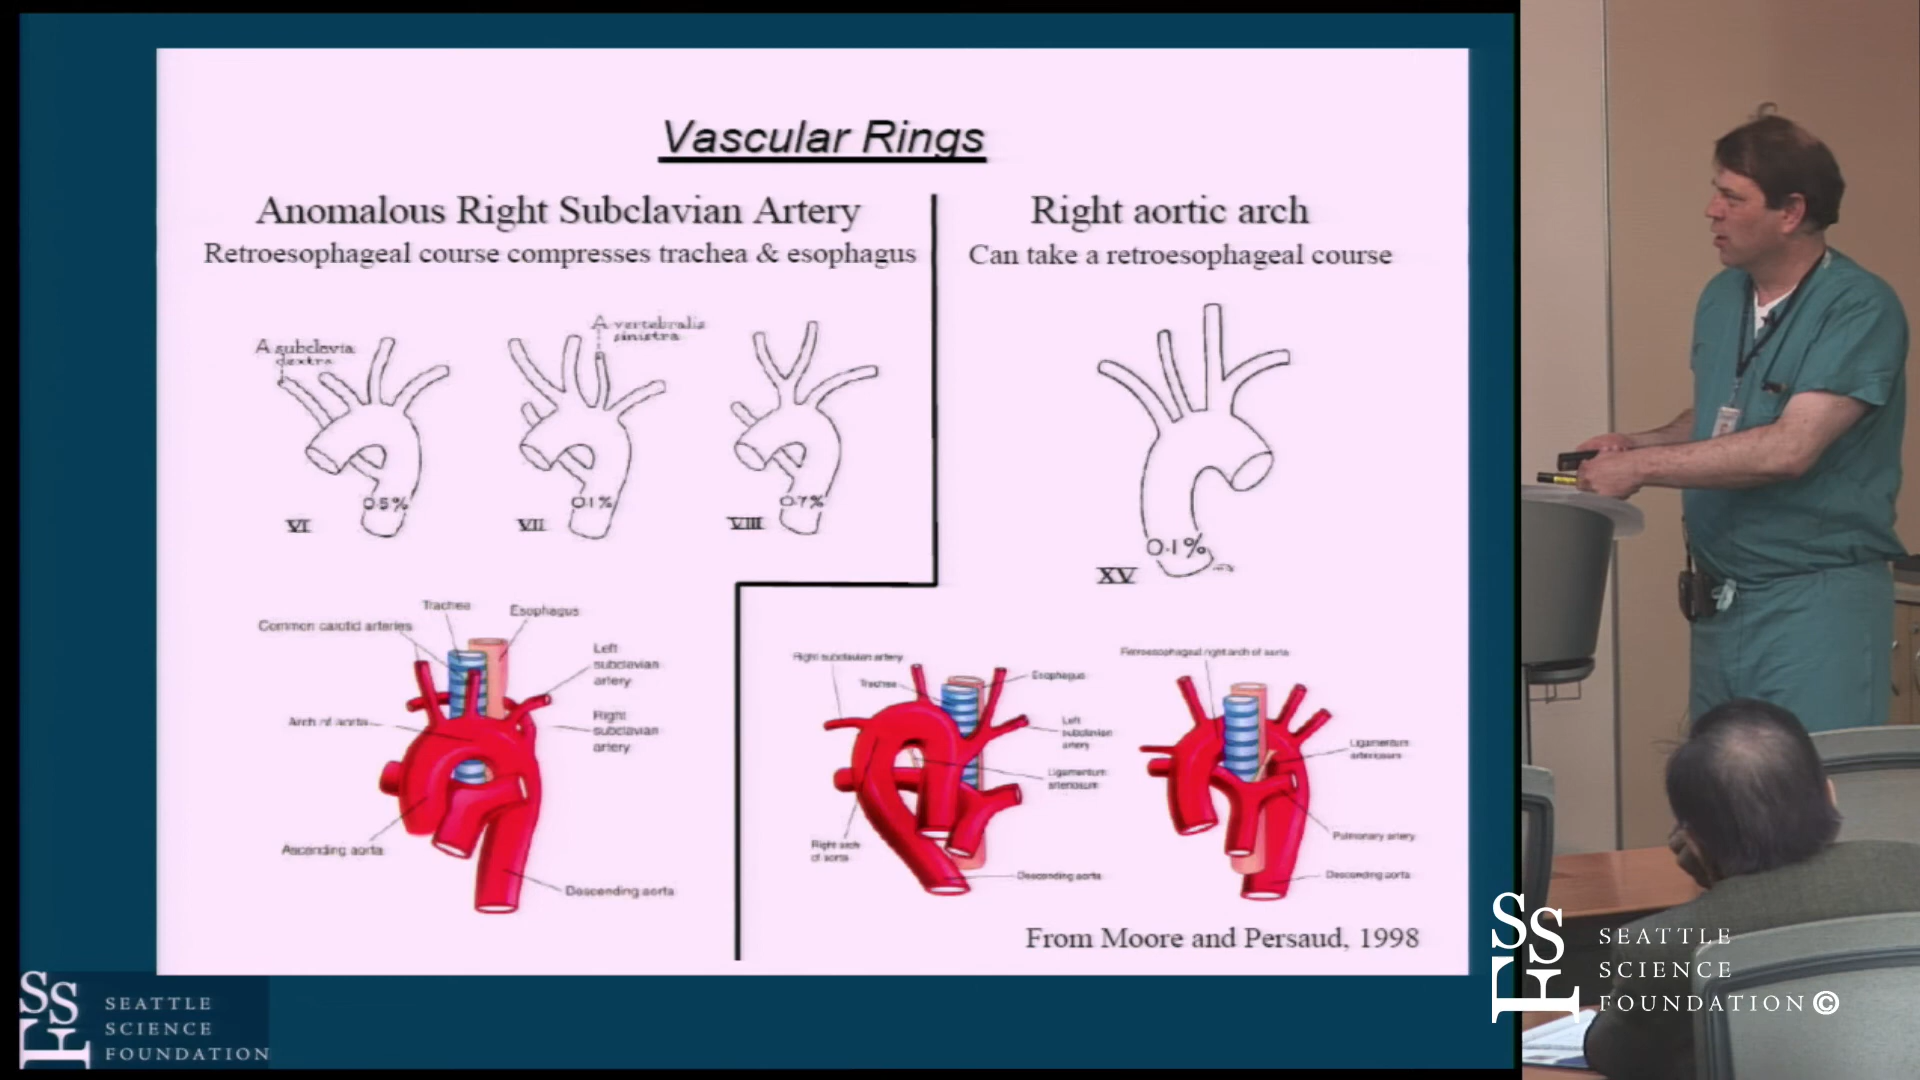 Vascular Rings
Anomalous Right Subclavian Artery
Retroesophageal course compresses trachea & esophagus
Right aortic arch
Can take a retroesophageal course
A subclavia
dextra
A vertebralis
sinistra
0.5%
VI
0.1%
VII
0.7%
VIII
0.1%
XV
Trachea
Esophagus
Common carotid arteries
Left
subclavian
artery
Right
subclavian
artery
Arch of aorta
Ascending aorta
Descending aorta
Right subclavian artery
Trachea
Esophagus
Left
subclavian
artery
Ligamentum
arteriosum
Right arch
of aorta
Descending aorta
Retroesophageal right arch of aorta
Ligamentum
arteriosum
Pulmonary artery
Descending aorta
From Moore and Persaud, 1998
SSF
SEATTLE
SCIENCE
FOUNDATION
SSF
SEATTLE
SCIENCE
FOUNDATION ©